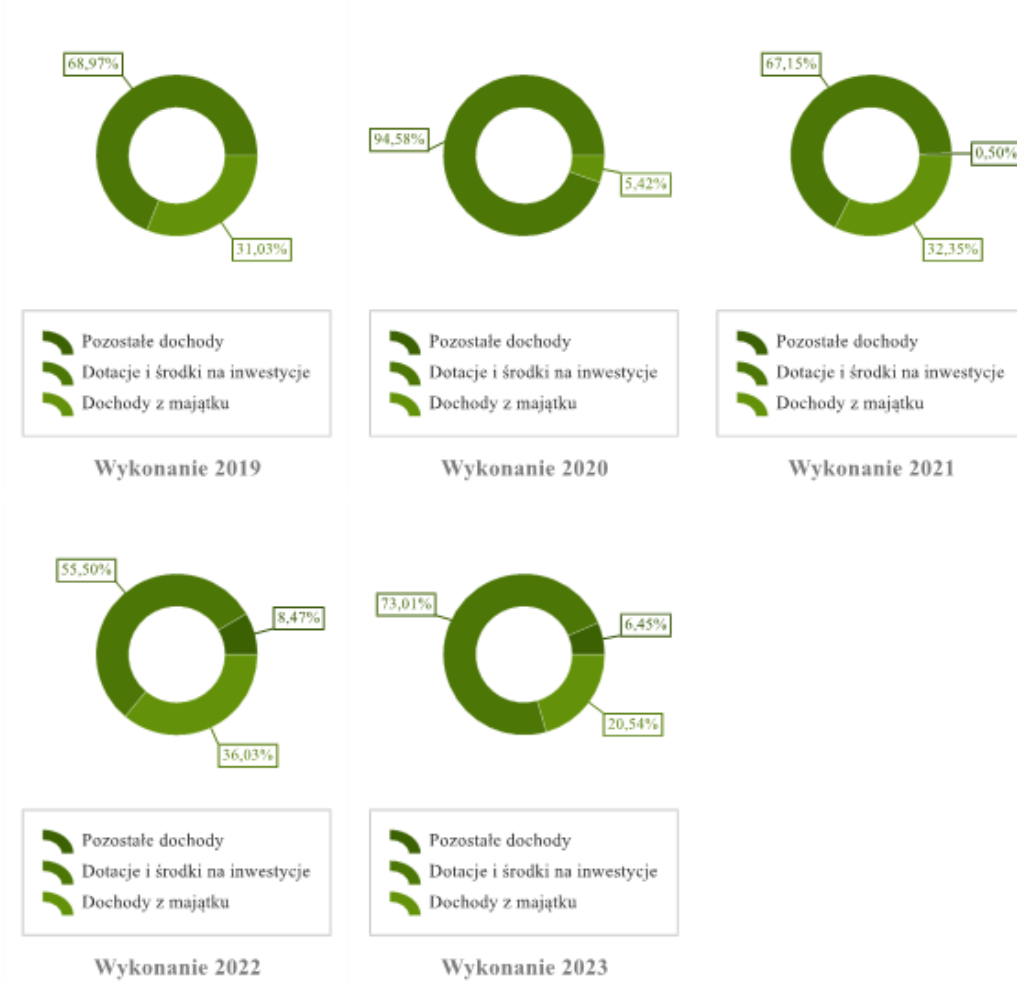 68,97%
31,03%
94,58%
5,42%
67,15%
0,50%
32,35%
Pozostałe dochody
Dotacje i środki na inwestycje
Dochody z majątku
Pozostałe dochody
Dotacje i środki na inwestycje
Dochody z majątku
Pozostałe dochody
Dotacje i środki na inwestycje
Dochody z majątku
Wykonanie 2019
Wykonanie 2020
Wykonanie 2021
55,50%
8,47%
36,03%
73,01%
6,45%
20,54%
Pozostałe dochody
Dotacje i środki na inwestycje
Dochody z majątku
Pozostałe dochody
Dotacje i środki na inwestycje
Dochody z majątku
Wykonanie 2022
Wykonanie 2023